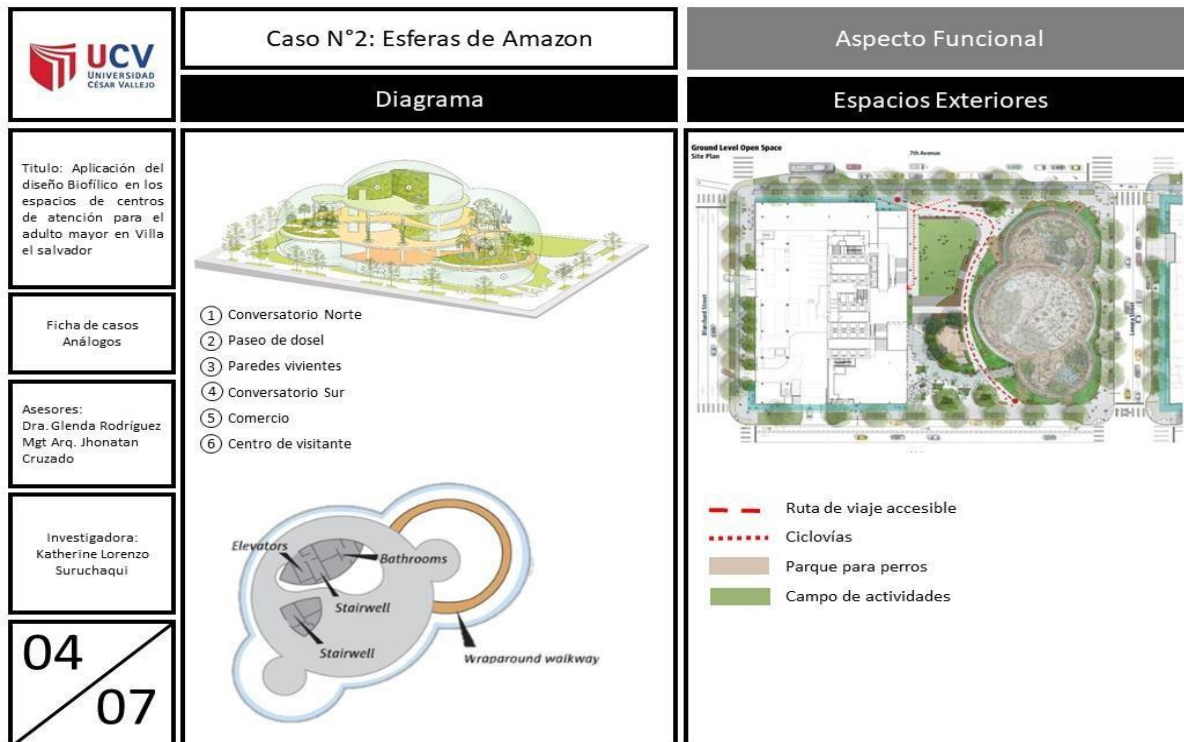 UCV
UNIVERSIDAD
CÉSAR VALLEJO
Caso N°2: Esferas de Amazon
Aspecto Funcional
Diagrama
Espacios Exteriores
Titulo: Aplicación del
diseño Biofílico en los
espacios de centros
de atención para el
adulto mayor en Villa
el salvador
Ficha de casos
Análogos
Asesores:
Dra. Glenda Rodríguez
Mgt Arq. Jhonatan
Cruzado
Investigadora:
Katherine Lorenzo
Suruchaqui
04
07
1 Conversatorio Norte
2 Paseo de dosel
3 Paredes vivientes
4 Conversatorio Sur
5 Comercio
6 Centro de visitante
Elevators
Bathrooms
Stairwell
Stairwell
Wraparound walkway
Ground Level Open Space
Site Plan
7th Avenue
Blanchard Street
Lenora Street
Ruta de viaje accesible
Ciclovías
Parque para perros
Campo de actividades